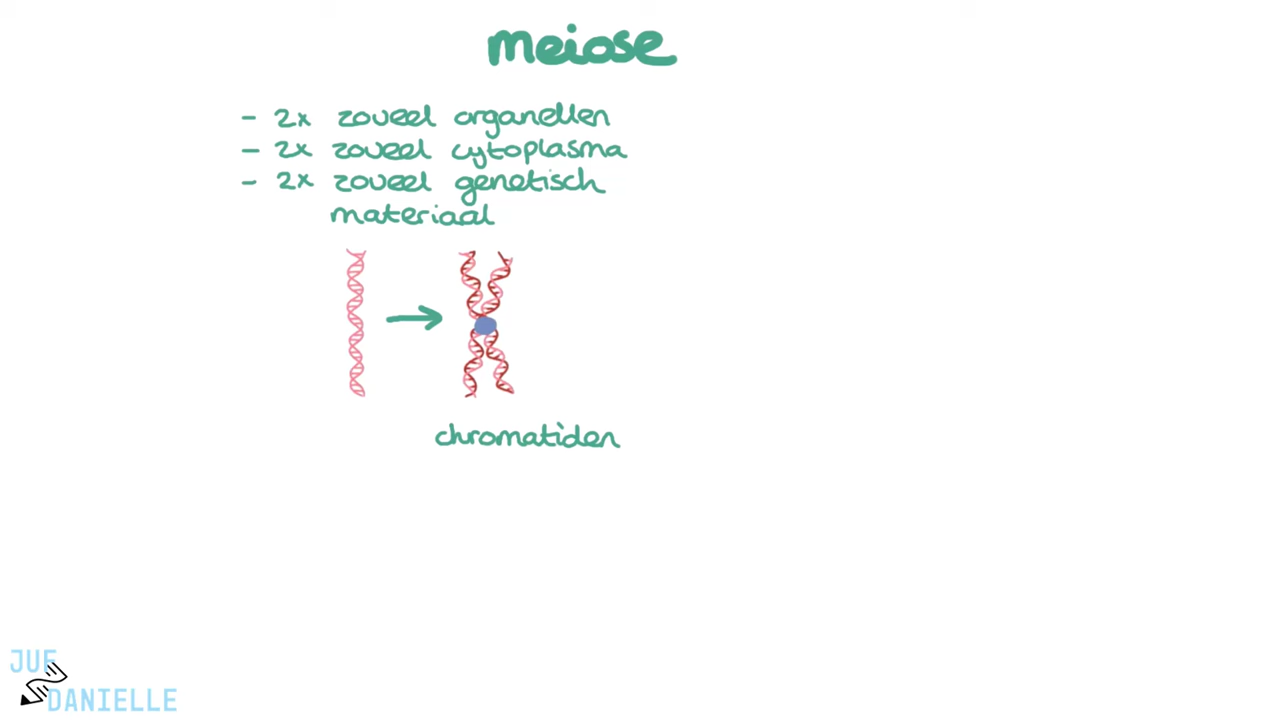 meiose
- 2x zoveel organellen
- 2x zoveel cytoplasma
- 2x zoveel genetisch
materiaal
chromatiden
JUF
DANIELLE